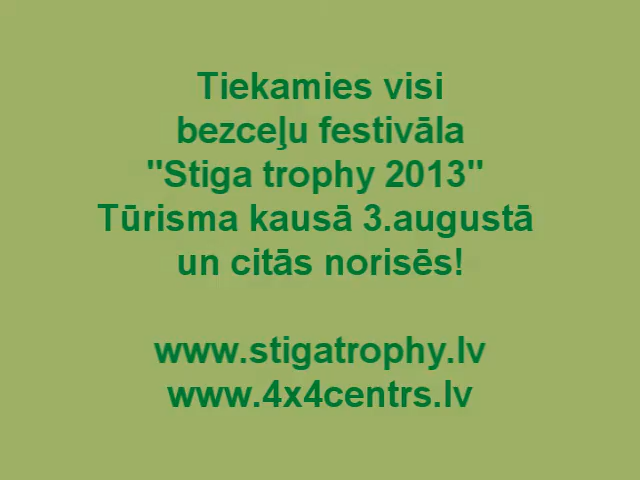 Tiekamies visi
bezceļu festivāla
"Stiga trophy 2013"
Tūrisma kausā 3.augustā
un citās norisēs!
www.stigatrophy.lv
www.4x4centrs.lv